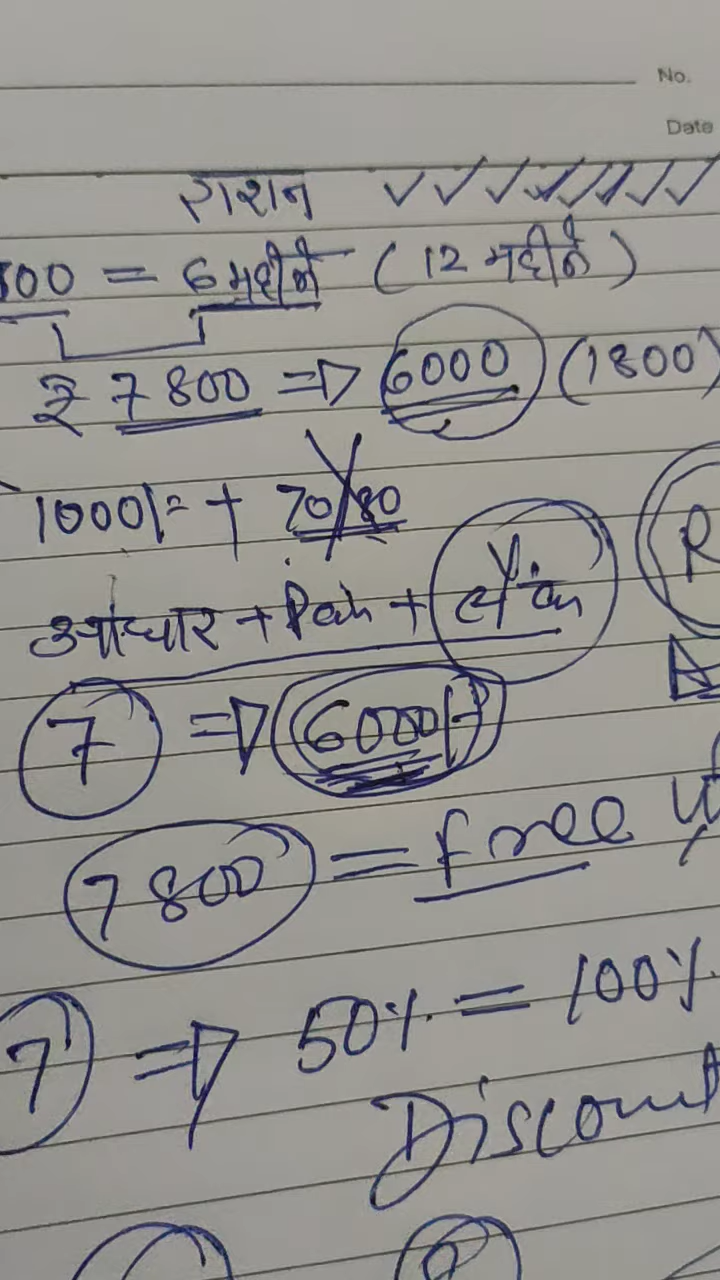 No.
Date
राशन ✓ ✓ ✓ ✓ ✓ ✓ ✓
00 = 6 महीने (12 महीने)
₹ 7800 ⇒ 6000 (1800)
1000/= + 70/80
आधार + Pan + बैंक R
7 ⇒ 6000/-
7800 = free
7 ⇒ 50% = 100%
Discount